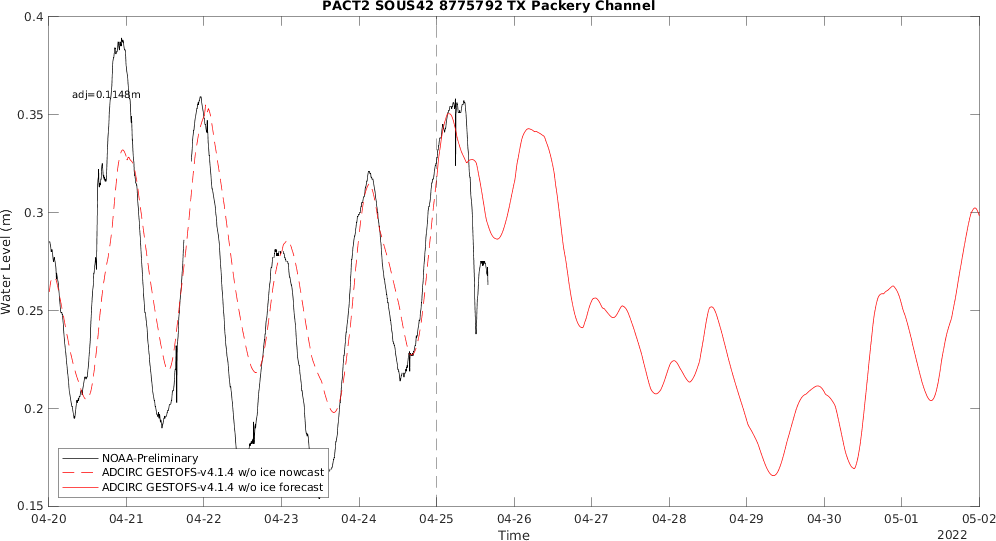 PACT2 SOUS42 8775792 TX Packery Channel
0.4
0.35
0.3
0.25
0.2
0.15
Water Level (m)
adj=0.1148m
NOAA-Preliminary
ADCIRC GESTOFS-v4.1.4 w/o ice nowcast
ADCIRC GESTOFS-v4.1.4 w/o ice forecast
04-20 04-21 04-22 04-23 04-24 04-25 04-26 04-27 04-28 04-29 04-30 05-01 05-02
Time
2022